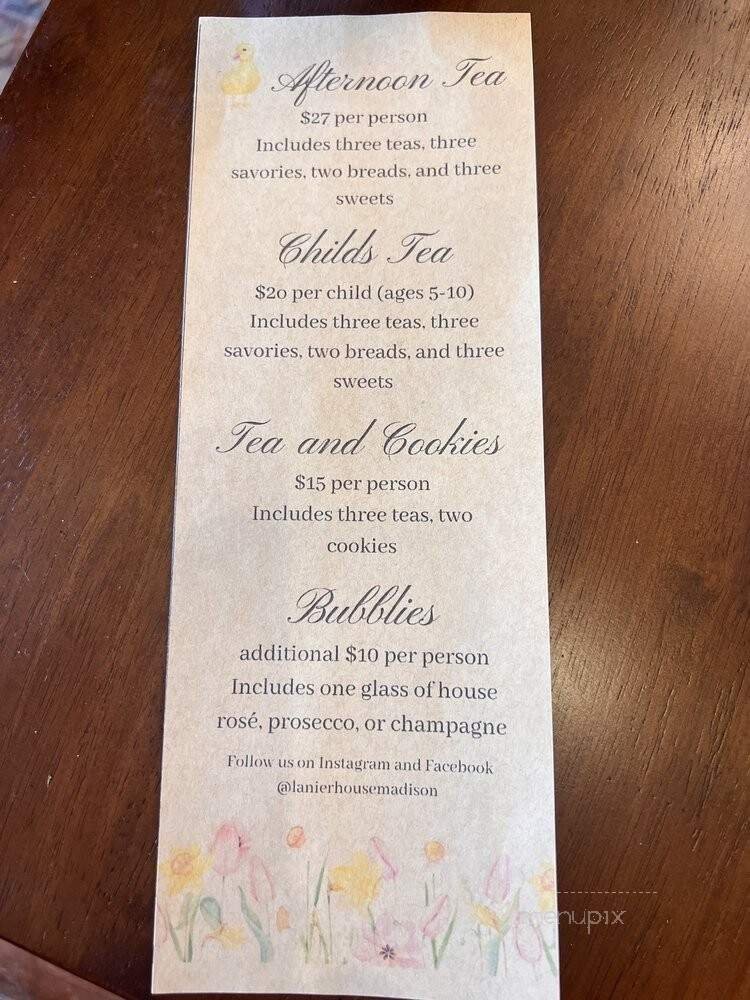 Afternoon Tea
$27 per person
Includes three teas, three
savories, two breads, and three
sweets
Childs Tea
$20 per child (ages 5-10)
Includes three teas, three
savories, two breads, and three
sweets
Tea and Cookies
$15 per person
Includes three teas, two
cookies
Bubblies
additional $10 per person
Includes one glass of house
rosé, prosecco, or champagne
Follow us on Instagram and Facebook
@lanierhousemadison
menupix